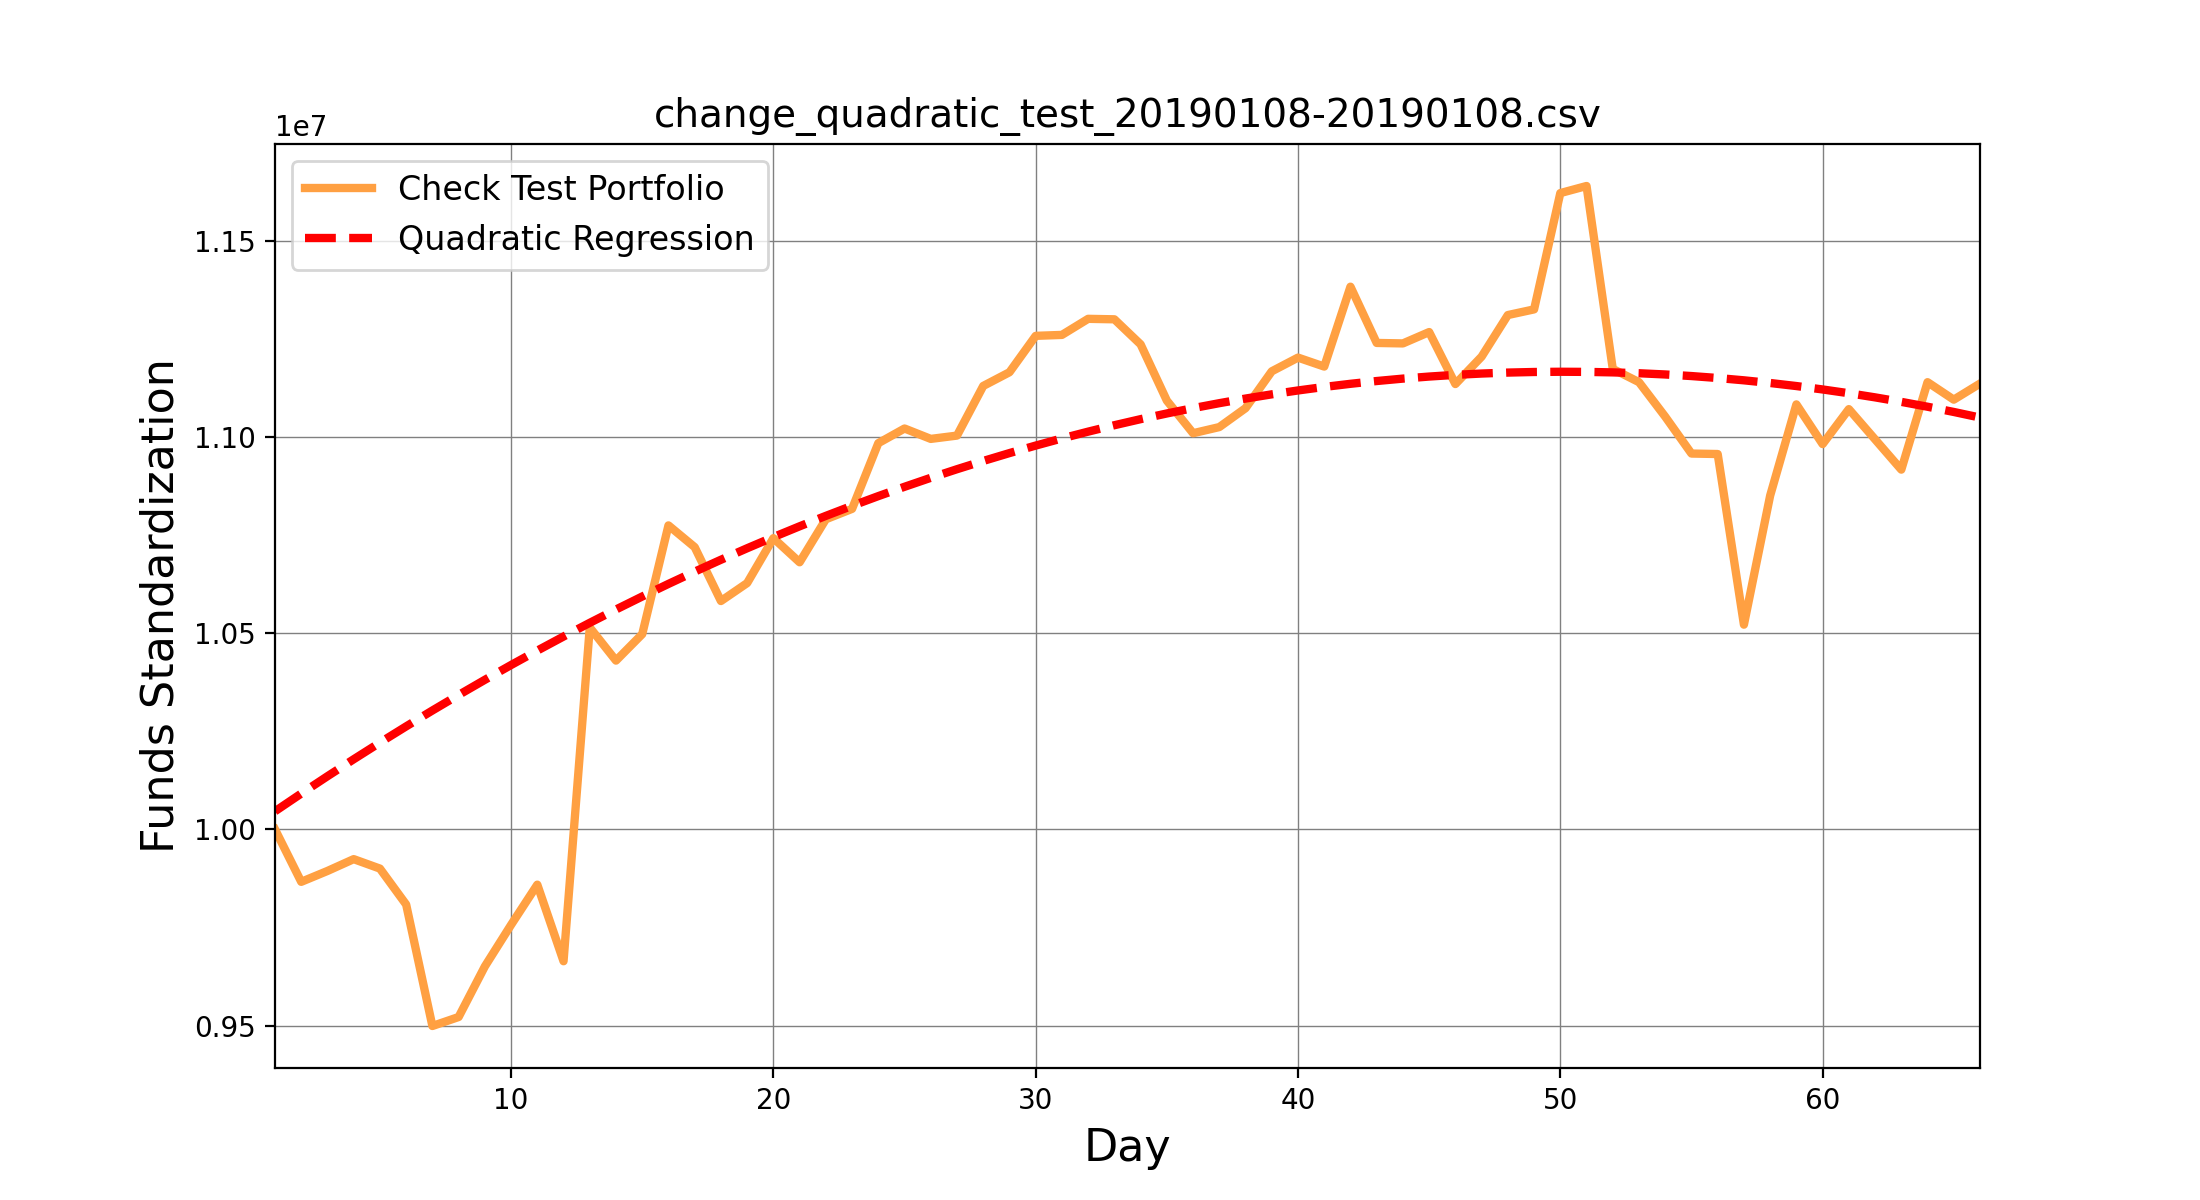 change_quadratic_test_20190108-20190108.csv
1e7
Check Test Portfolio
Quadratic Regression
1.15
1.10
1.05
1.00
0.95
Funds Standardization
10 20 30 40 50 60
Day